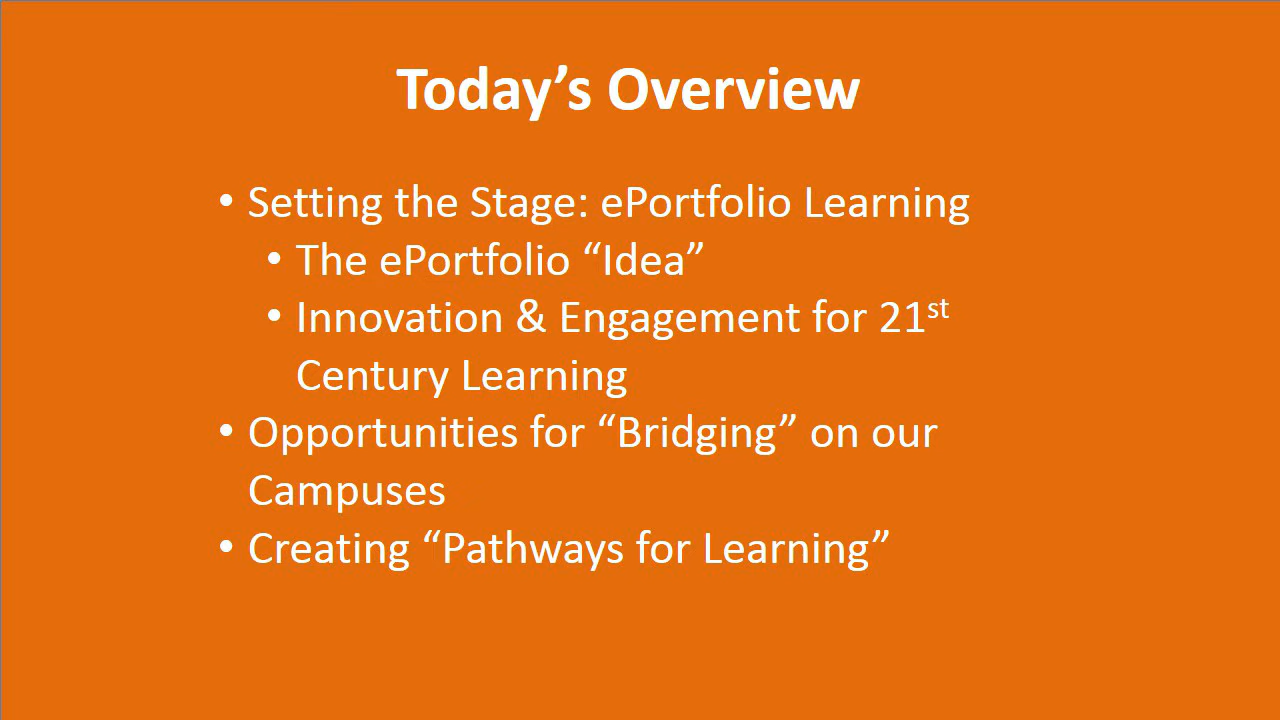 Today’s Overview
• Setting the Stage: ePortfolio Learning
• The ePortfolio “Idea”
• Innovation & Engagement for 21st
Century Learning
• Opportunities for “Bridging” on our
Campuses
• Creating “Pathways for Learning”